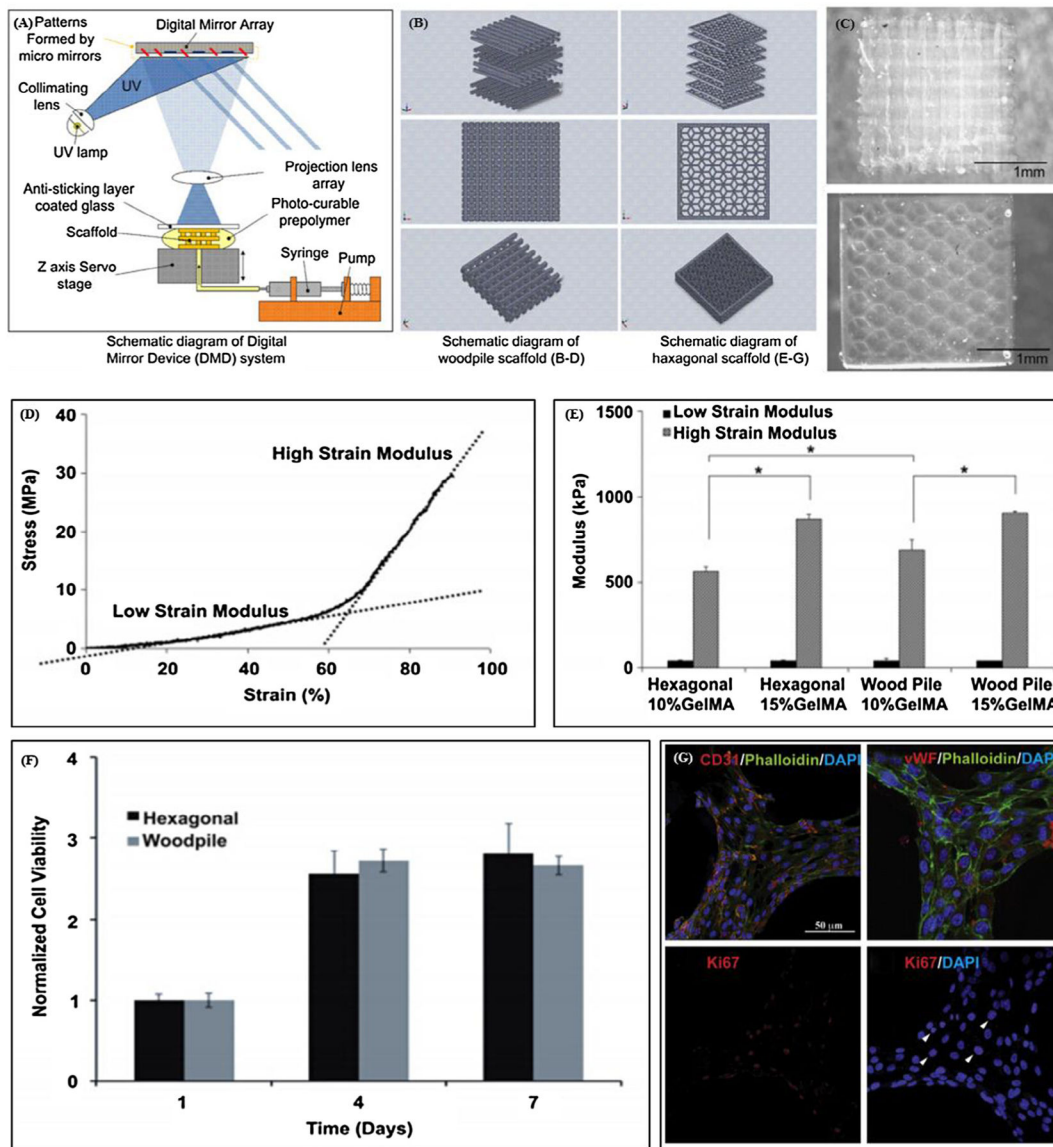 (A)
Patterns
Formed by
micro mirrors
Digital Mirror Array
UV
Collimating
lens
UV lamp
Projection lens
array
Anti-sticking layer
coated glass
Photo-curable
prepolymer
Scaffold
Z axis Servo
stage
Syringe
Pump
Schematic diagram of Digital
Mirror Device (DMD) system
(B)
Schematic diagram of
woodpile scaffold (B-D)
Schematic diagram of
haxagonal scaffold (E-G)
(C)
1mm
1mm
(D)
40
30
20
10
0
Stress (MPa)
High Strain Modulus
Low Strain Modulus
0 20 40 60 80 100
Strain (%)
(E)
Low Strain Modulus
High Strain Modulus
1500
1000
500
0
Modulus (kPa)
*
*
*
Hexagonal
10%GelMA
Hexagonal
15%GelMA
Wood Pile
10%GelMA
Wood Pile
15%GelMA
(F)
4
3
2
1
0
Normalized Cell Viability
Hexagonal
Woodpile
1 4 7
Time (Days)
(G)
CD31/Phalloidin/DAPI
50 μm
vWF/Phalloidin/DAP
Ki67
Ki67/DAPI